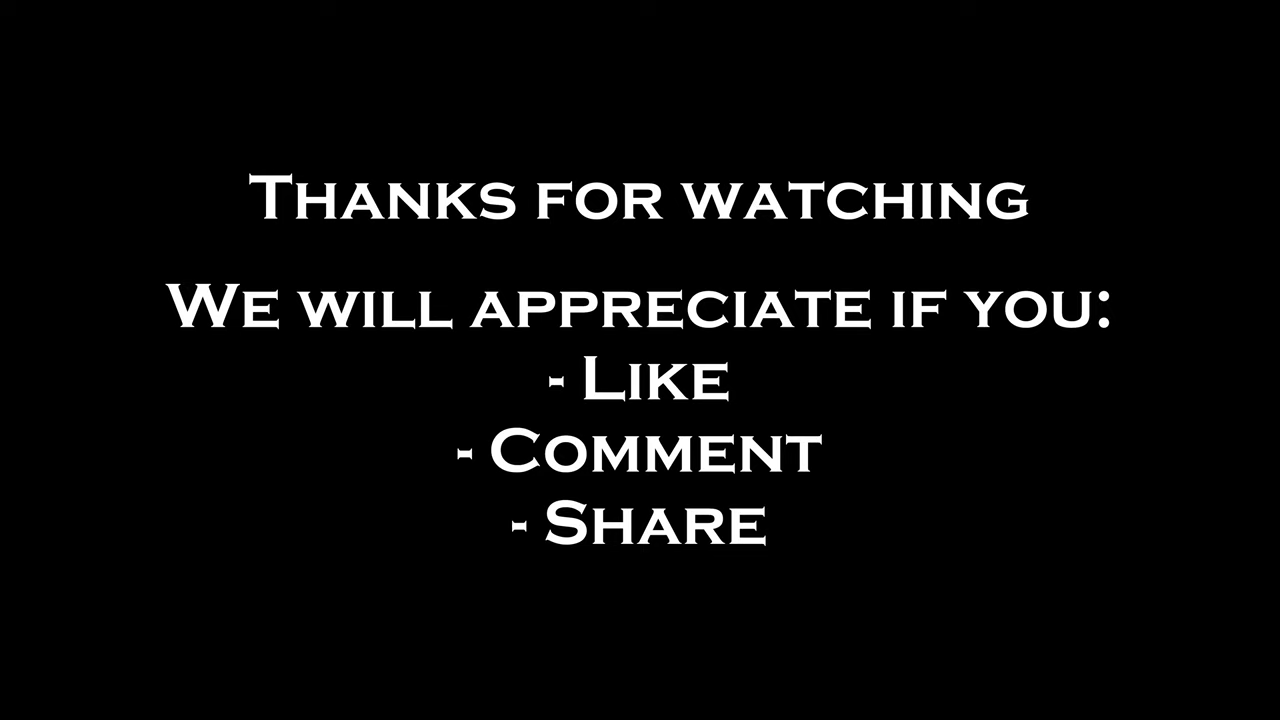 Thanks for watching
We will appreciate if you:
- Like
- Comment
- Share